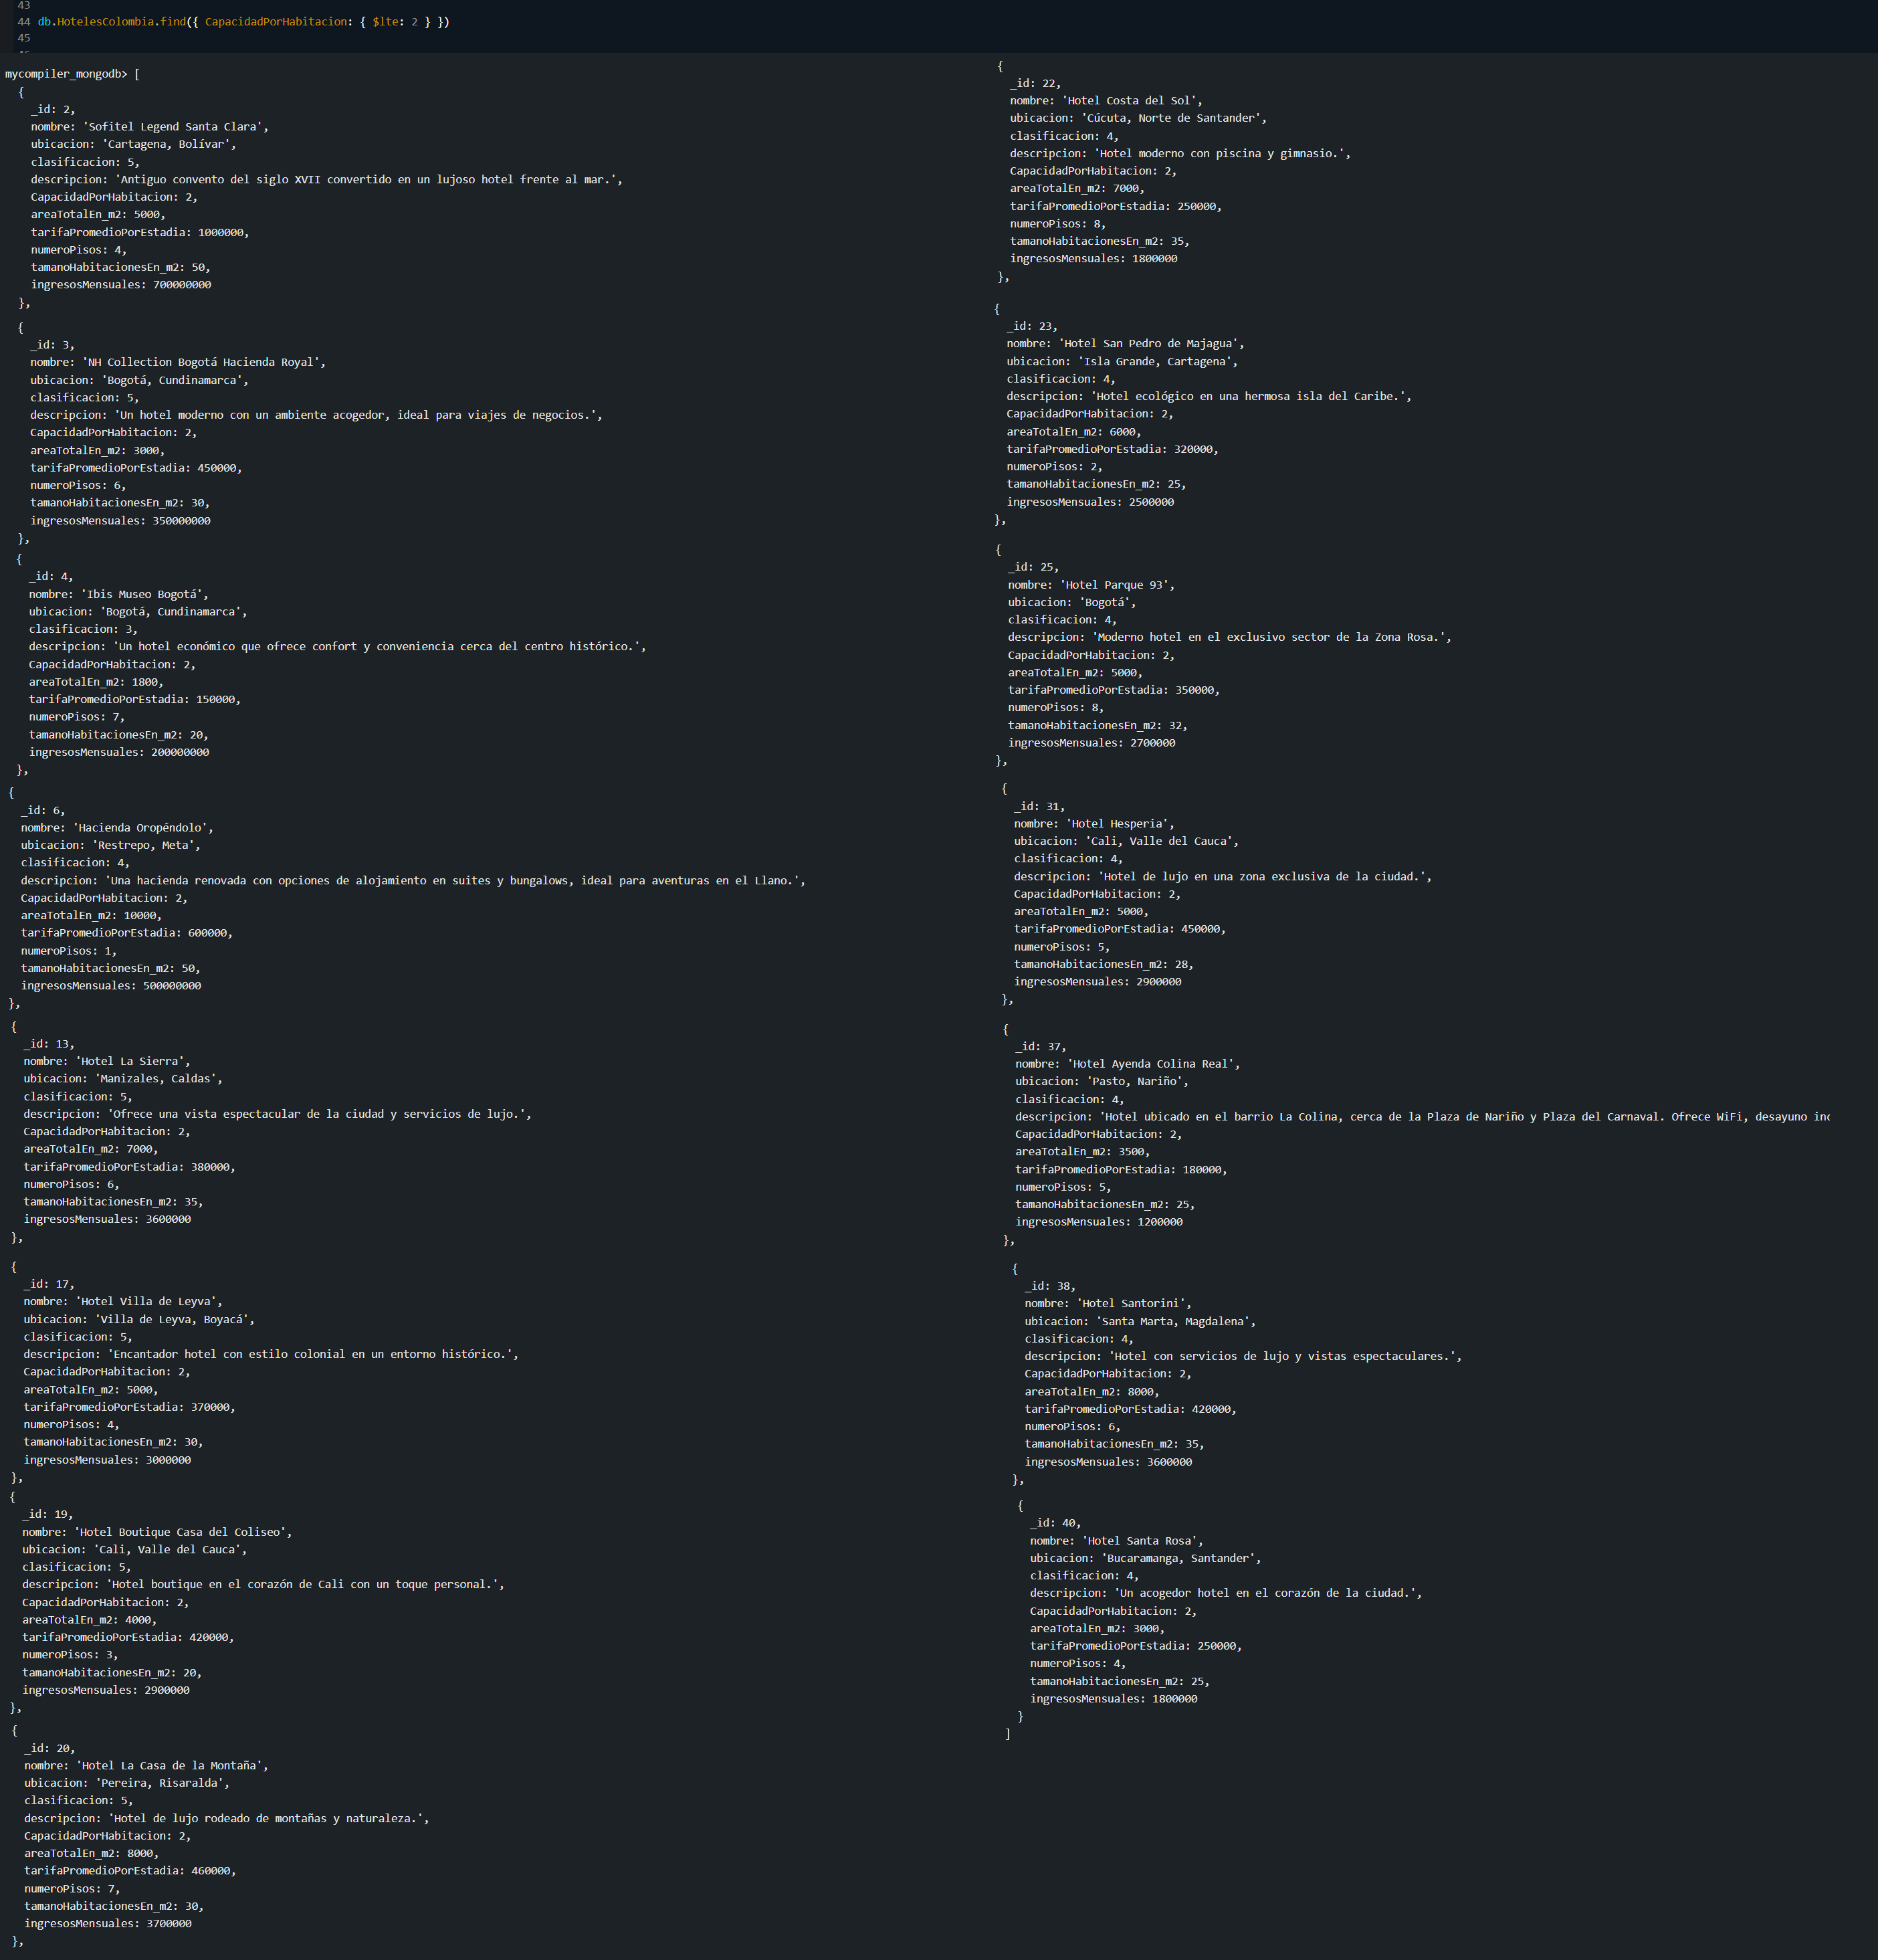 43
44 db.HotelesColombia.find({ CapacidadPorHabitacion: { $lte: 2 } })
45
mycompiler_mongodb> [
{
_id: 2,
nombre: 'Sofitel Legend Santa Clara',
ubicacion: 'Cartagena, Bolívar',
clasificacion: 5,
descripcion: 'Antiguo convento del siglo XVII convertido en un lujoso hotel frente al mar.',
CapacidadPorHabitacion: 2,
areaTotalEn_m2: 5000,
tarifaPromedioPorEstadia: 1000000,
numeroPisos: 4,
tamanoHabitacionesEn_m2: 50,
ingresosMensuales: 700000000
},
{
_id: 3,
nombre: 'NH Collection Bogotá Hacienda Royal',
ubicacion: 'Bogotá, Cundinamarca',
clasificacion: 5,
descripcion: 'Un hotel moderno con un ambiente acogedor, ideal para viajes de negocios.',
CapacidadPorHabitacion: 2,
areaTotalEn_m2: 3000,
tarifaPromedioPorEstadia: 450000,
numeroPisos: 6,
tamanoHabitacionesEn_m2: 30,
ingresosMensuales: 350000000
},
{
_id: 4,
nombre: 'Ibis Museo Bogotá',
ubicacion: 'Bogotá, Cundinamarca',
clasificacion: 3,
descripcion: 'Un hotel económico que ofrece confort y conveniencia cerca del centro histórico.',
CapacidadPorHabitacion: 2,
areaTotalEn_m2: 1800,
tarifaPromedioPorEstadia: 150000,
numeroPisos: 7,
tamanoHabitacionesEn_m2: 20,
ingresosMensuales: 200000000
},
{
_id: 6,
nombre: 'Hacienda Oropéndolo',
ubicacion: 'Restrepo, Meta',
clasificacion: 4,
descripcion: 'Una hacienda renovada con opciones de alojamiento en suites y bungalows, ideal para aventuras en el Llano.',
CapacidadPorHabitacion: 2,
areaTotalEn_m2: 10000,
tarifaPromedioPorEstadia: 600000,
numeroPisos: 1,
tamanoHabitacionesEn_m2: 50,
ingresosMensuales: 500000000
},
{
_id: 13,
nombre: 'Hotel La Sierra',
ubicacion: 'Manizales, Caldas',
clasificacion: 5,
descripcion: 'Ofrece una vista espectacular de la ciudad y servicios de lujo.',
CapacidadPorHabitacion: 2,
areaTotalEn_m2: 7000,
tarifaPromedioPorEstadia: 380000,
numeroPisos: 6,
tamanoHabitacionesEn_m2: 35,
ingresosMensuales: 3600000
},
{
_id: 17,
nombre: 'Hotel Villa de Leyva',
ubicacion: 'Villa de Leyva, Boyacá',
clasificacion: 5,
descripcion: 'Encantador hotel con estilo colonial en un entorno histórico.',
CapacidadPorHabitacion: 2,
areaTotalEn_m2: 5000,
tarifaPromedioPorEstadia: 370000,
numeroPisos: 4,
tamanoHabitacionesEn_m2: 30,
ingresosMensuales: 3000000
},
{
_id: 19,
nombre: 'Hotel Boutique Casa del Coliseo',
ubicacion: 'Cali, Valle del Cauca',
clasificacion: 5,
descripcion: 'Hotel boutique en el corazón de Cali con un toque personal.',
CapacidadPorHabitacion: 2,
areaTotalEn_m2: 4000,
tarifaPromedioPorEstadia: 420000,
numeroPisos: 3,
tamanoHabitacionesEn_m2: 20,
ingresosMensuales: 2900000
},
{
_id: 20,
nombre: 'Hotel La Casa de la Montaña',
ubicacion: 'Pereira, Risaralda',
clasificacion: 5,
descripcion: 'Hotel de lujo rodeado de montañas y naturaleza.',
CapacidadPorHabitacion: 2,
areaTotalEn_m2: 8000,
tarifaPromedioPorEstadia: 460000,
numeroPisos: 7,
tamanoHabitacionesEn_m2: 30,
ingresosMensuales: 3700000
},
{
_id: 22,
nombre: 'Hotel Costa del Sol',
ubicacion: 'Cúcuta, Norte de Santander',
clasificacion: 4,
descripcion: 'Hotel moderno con piscina y gimnasio.',
CapacidadPorHabitacion: 2,
areaTotalEn_m2: 7000,
tarifaPromedioPorEstadia: 250000,
numeroPisos: 8,
tamanoHabitacionesEn_m2: 35,
ingresosMensuales: 1800000
},
{
_id: 23,
nombre: 'Hotel San Pedro de Majagua',
ubicacion: 'Isla Grande, Cartagena',
clasificacion: 4,
descripcion: 'Hotel ecológico en una hermosa isla del Caribe.',
CapacidadPorHabitacion: 2,
areaTotalEn_m2: 6000,
tarifaPromedioPorEstadia: 320000,
numeroPisos: 2,
tamanoHabitacionesEn_m2: 25,
ingresosMensuales: 2500000
},
{
_id: 25,
nombre: 'Hotel Parque 93',
ubicacion: 'Bogotá',
clasificacion: 4,
descripcion: 'Moderno hotel en el exclusivo sector de la Zona Rosa.',
CapacidadPorHabitacion: 2,
areaTotalEn_m2: 5000,
tarifaPromedioPorEstadia: 350000,
numeroPisos: 8,
tamanoHabitacionesEn_m2: 32,
ingresosMensuales: 2700000
},
{
_id: 31,
nombre: 'Hotel Hesperia',
ubicacion: 'Cali, Valle del Cauca',
clasificacion: 4,
descripcion: 'Hotel de lujo en una zona exclusiva de la ciudad.',
CapacidadPorHabitacion: 2,
areaTotalEn_m2: 5000,
tarifaPromedioPorEstadia: 450000,
numeroPisos: 5,
tamanoHabitacionesEn_m2: 28,
ingresosMensuales: 2900000
},
{
_id: 37,
nombre: 'Hotel Ayenda Colina Real',
ubicacion: 'Pasto, Nariño',
clasificacion: 4,
descripcion: 'Hotel ubicado en el barrio La Colina, cerca de la Plaza de Nariño y Plaza del Carnaval. Ofrece WiFi, desayuno
CapacidadPorHabitacion: 2,
areaTotalEn_m2: 3500,
tarifaPromedioPorEstadia: 180000,
numeroPisos: 5,
tamanoHabitacionesEn_m2: 25,
ingresosMensuales: 1200000
},
{
_id: 38,
nombre: 'Hotel Santorini',
ubicacion: 'Santa Marta, Magdalena',
clasificacion: 4,
descripcion: 'Hotel con servicios de lujo y vistas espectaculares.',
CapacidadPorHabitacion: 2,
areaTotalEn_m2: 8000,
tarifaPromedioPorEstadia: 420000,
numeroPisos: 6,
tamanoHabitacionesEn_m2: 35,
ingresosMensuales: 3600000
},
{
_id: 40,
nombre: 'Hotel Santa Rosa',
ubicacion: 'Bucaramanga, Santander',
clasificacion: 4,
descripcion: 'Un acogedor hotel en el corazón de la ciudad.',
CapacidadPorHabitacion: 2,
areaTotalEn_m2: 3000,
tarifaPromedioPorEstadia: 250000,
numeroPisos: 4,
tamanoHabitacionesEn_m2: 25,
ingresosMensuales: 1800000
}
]